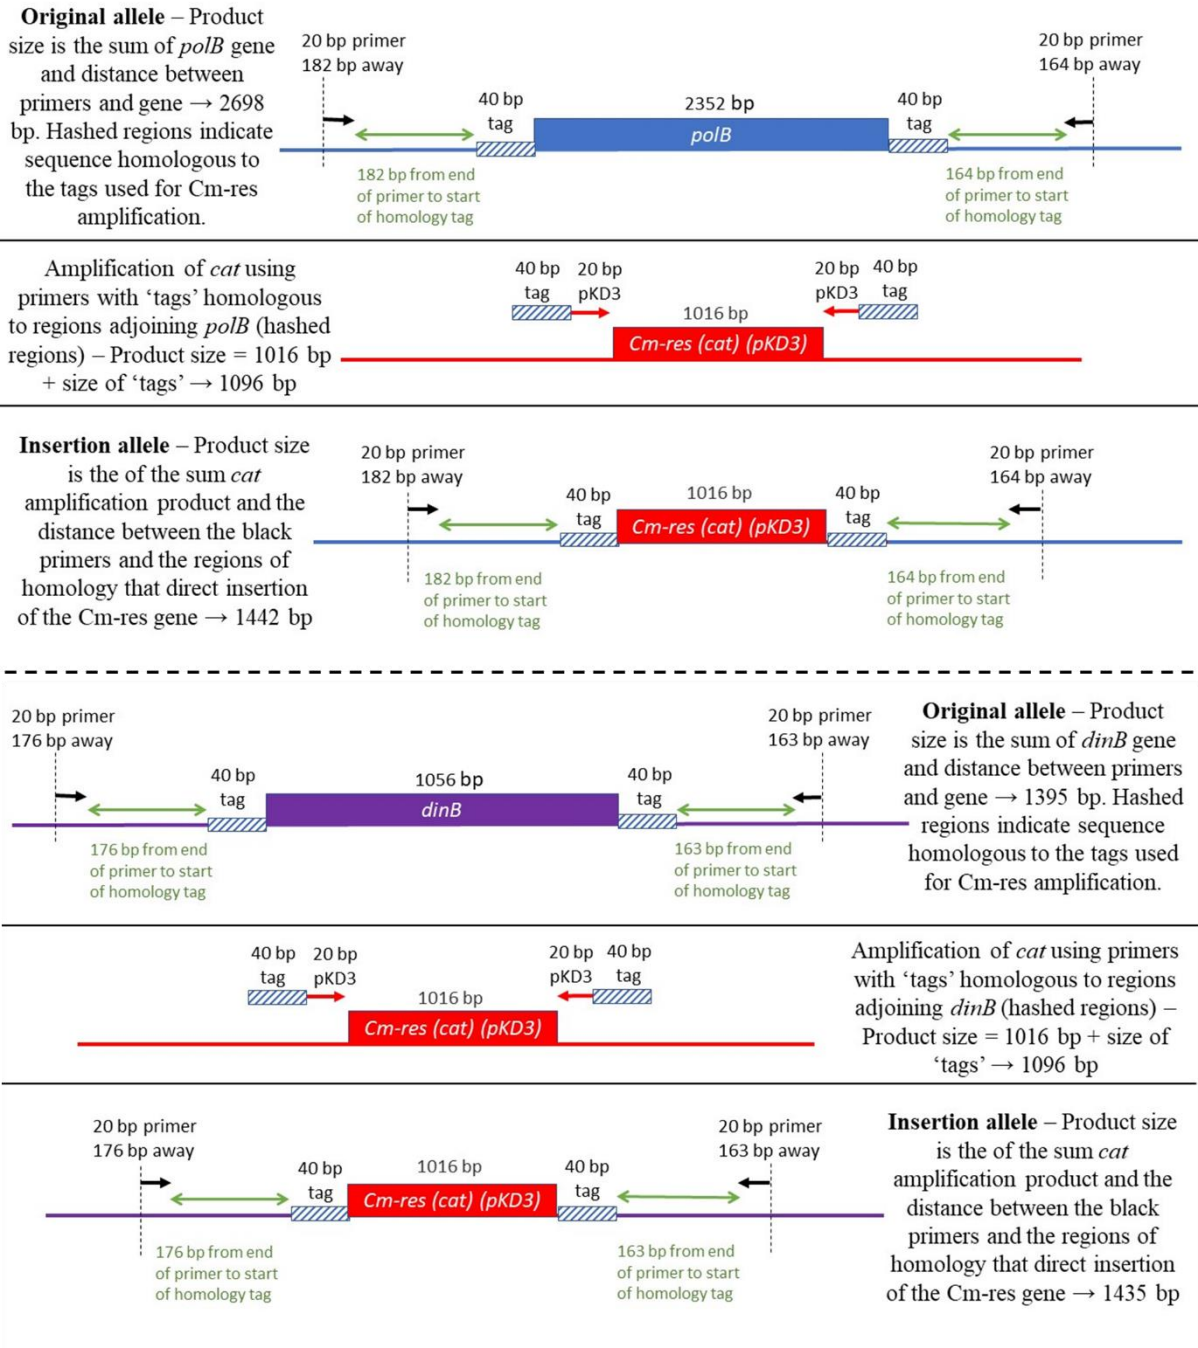 Original allele – Product
size is the sum of polB gene
and distance between
primers and gene → 2698
bp. Hashed regions indicate
sequence homologous to
the tags used for Cm-res
amplification.
20 bp primer
182 bp away
40 bp
tag
2352 bp
polB
40 bp
tag
20 bp primer
164 bp away
182 bp from end
of primer to start
of homology tag
164 bp from end
of primer to start
of homology tag
Amplification of cat using
primers with ‘tags’ homologous
to regions adjoining polB (hashed
regions) – Product size = 1016 bp
+ size of ‘tags’ → 1096 bp
40 bp
tag
20 bp
pKD3
1016 bp
Cm-res (cat) (pKD3)
20 bp
pKD3
40 bp
tag
Insertion allele – Product size
is the of the sum cat
amplification product and the
distance between the black
primers and the regions of
homology that direct insertion
of the Cm-res gene → 1442 bp
20 bp primer
182 bp away
40 bp
tag
1016 bp
Cm-res (cat) (pKD3)
40 bp
tag
20 bp primer
164 bp away
182 bp from end
of primer to start
of homology tag
164 bp from end
of primer to start
of homology tag
20 bp primer
176 bp away
40 bp
tag
1056 bp
dinB
40 bp
tag
20 bp primer
163 bp away
176 bp from end
of primer to start
of homology tag
163 bp from end
of primer to start
of homology tag
Original allele – Product
size is the sum of dinB gene
and distance between primers
and gene → 1395 bp. Hashed
regions indicate sequence
homologous to the tags used
for Cm-res amplification.
40 bp
tag
20 bp
pKD3
1016 bp
Cm-res (cat) (pKD3)
20 bp
pKD3
40 bp
tag
Amplification of cat using primers
with ‘tags’ homologous to regions
adjoining dinB (hashed regions) –
Product size = 1016 bp + size of
‘tags’ → 1096 bp
20 bp primer
176 bp away
40 bp
tag
1016 bp
Cm-res (cat) (pKD3)
40 bp
tag
20 bp primer
163 bp away
176 bp from end
of primer to start
of homology tag
163 bp from end
of primer to start
of homology tag
Insertion allele – Product size
is the of the sum cat
amplification product and the
distance between the black
primers and the regions of
homology that direct insertion
of the Cm-res gene → 1435 bp